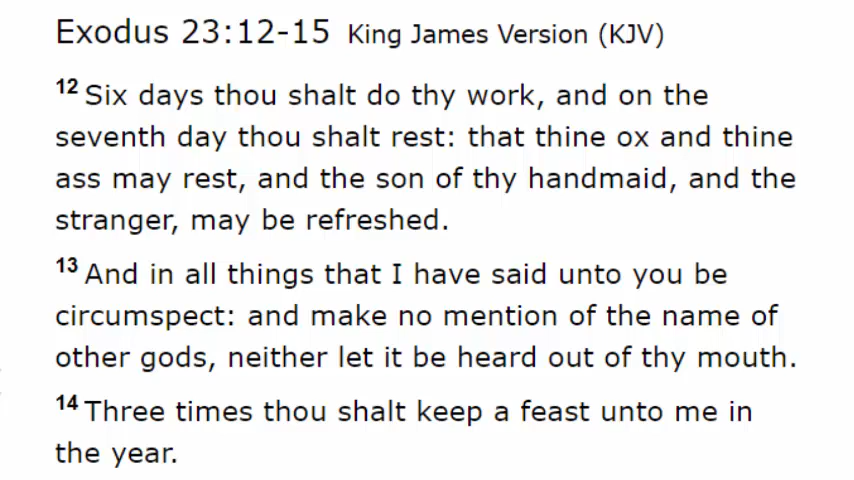 Exodus 23:12-15 King James Version (KJV)
12 Six days thou shalt do thy work, and on the
seventh day thou shalt rest: that thine ox and thine
ass may rest, and the son of thy handmaid, and the
stranger, may be refreshed.
13 And in all things that I have said unto you be
circumspect: and make no mention of the name of
other gods, neither let it be heard out of thy mouth.
14 Three times thou shalt keep a feast unto me in
the year.